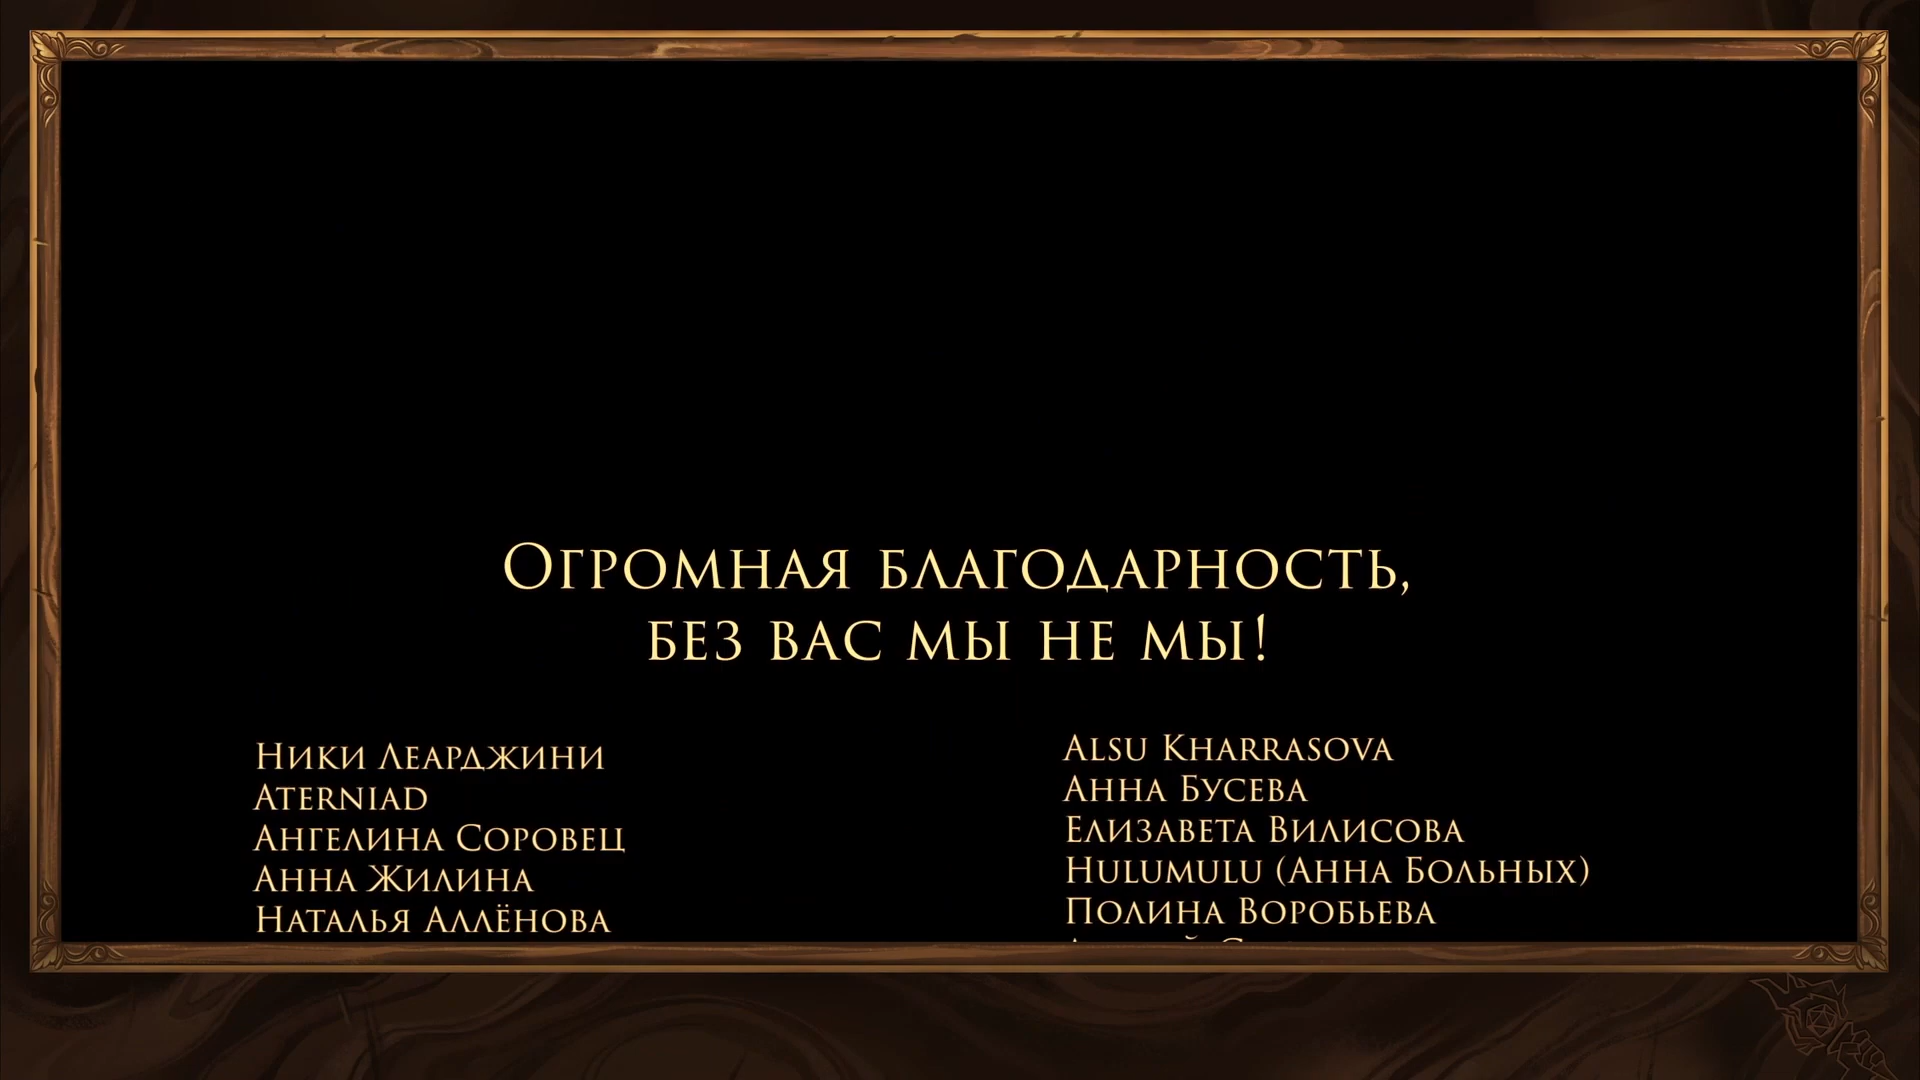 Огромная благодарность,
без вас мы не мы!
Ники Леарджини
Aterniad
Ангелина Соровец
Анна Жилина
Наталья Аллёнова
Alsu Kharrasova
Анна Бусева
Елизавета Вилисова
Hulumulu (Анна Больных)
Полина Воробьева